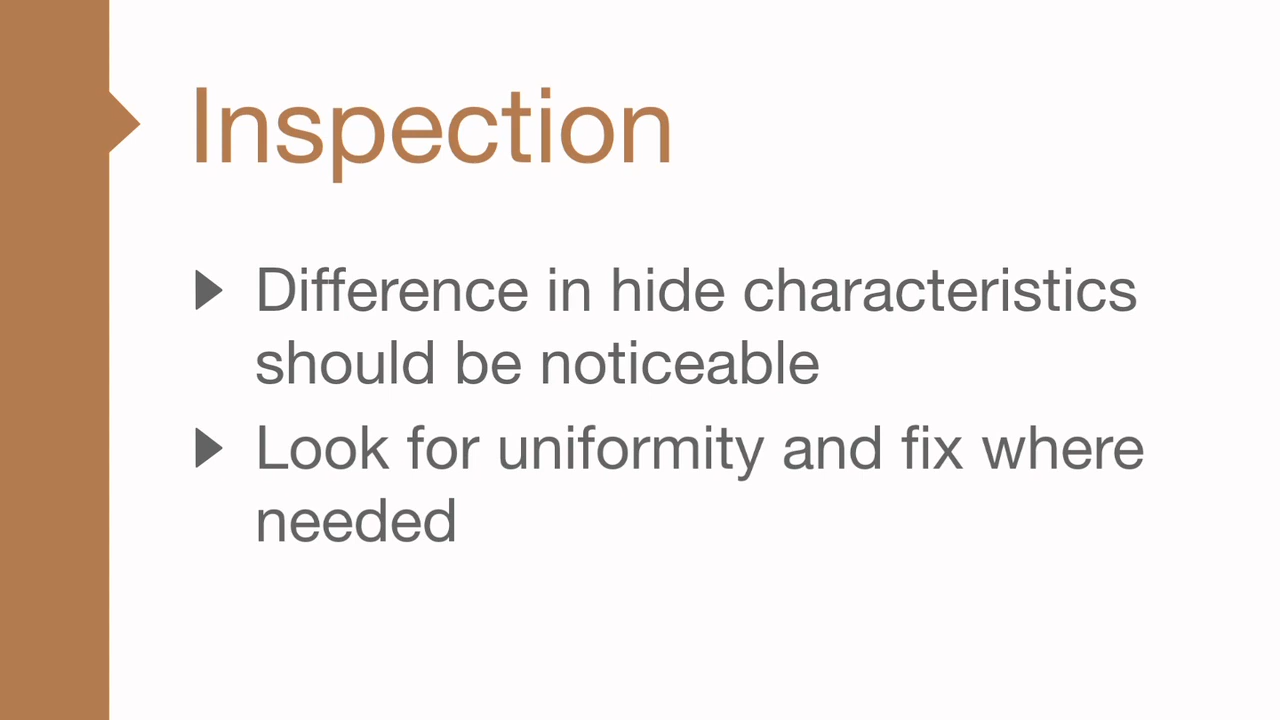 Inspection
Difference in hide characteristics
should be noticeable
Look for uniformity and fix where
needed